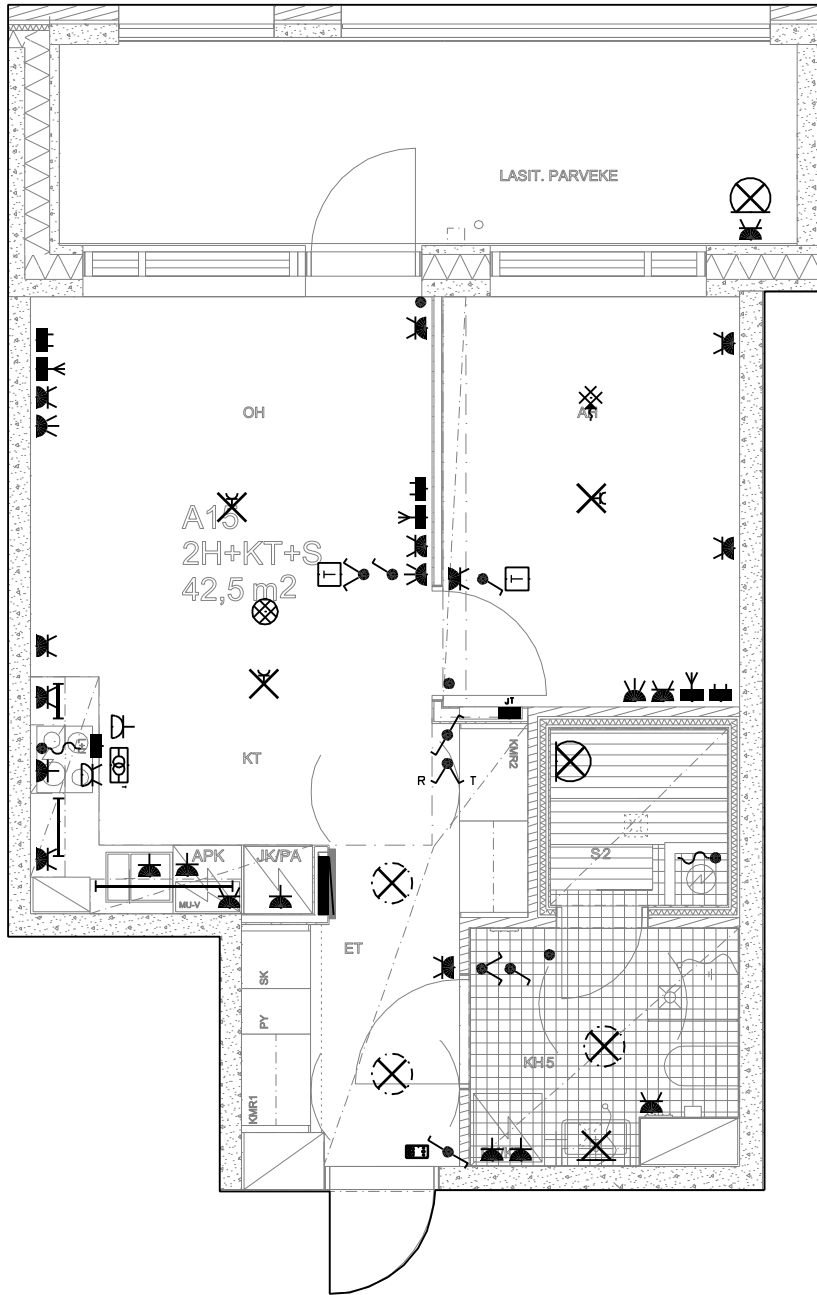 LASIT. PARVEKE
OH
AH
A15
2H+KT+S
42,5 m2
T
T
JT
KT
R T
KMR2
S2
APK
JK/PA
MU-V
ET
SK
PY
KMR1
KH5